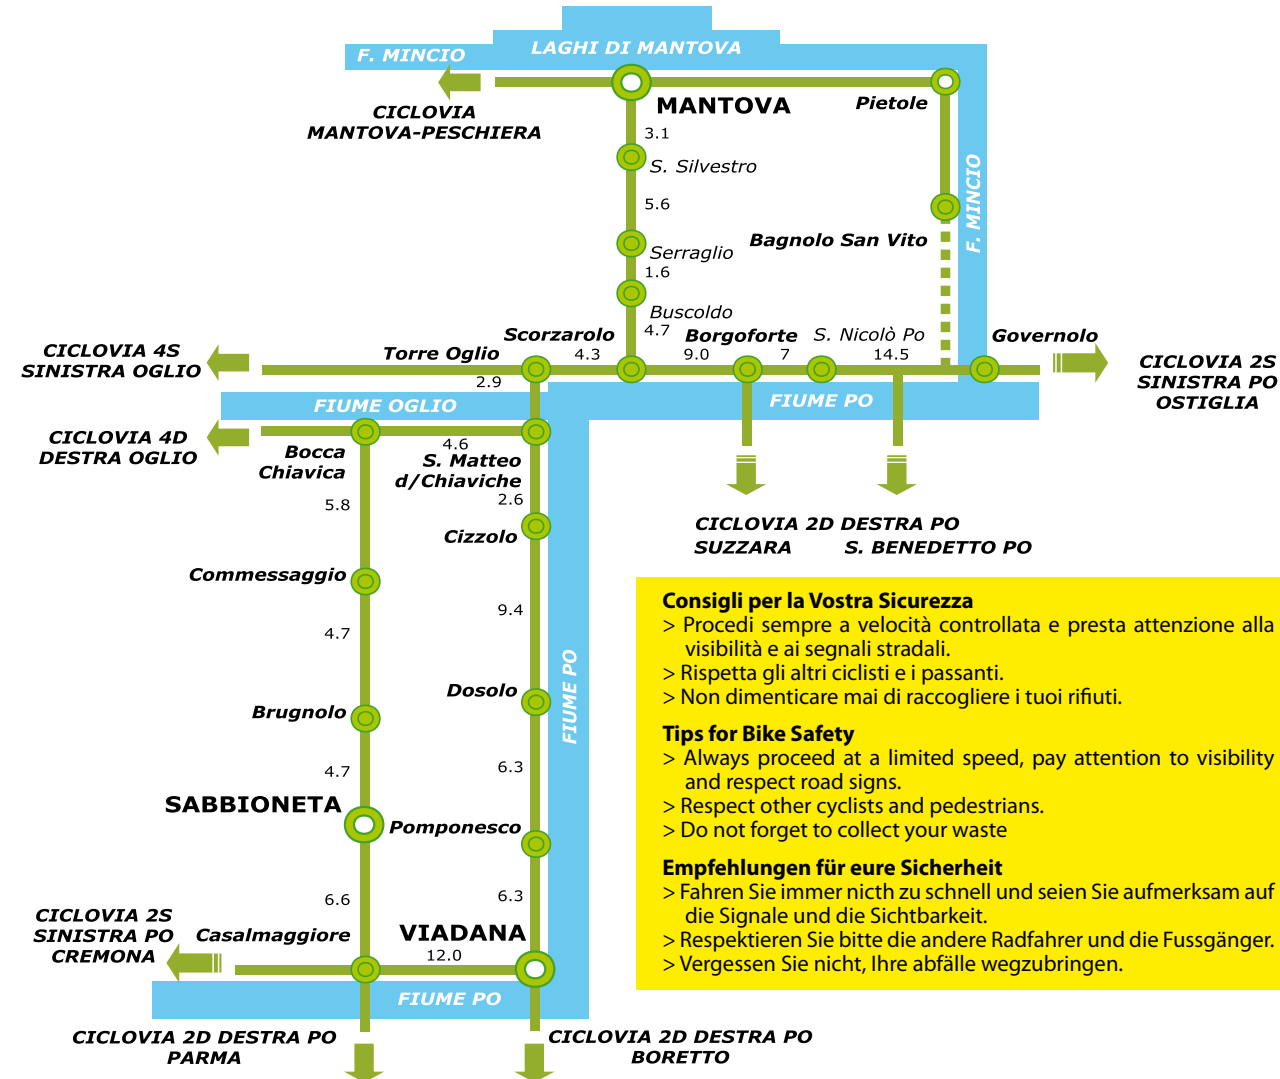 LAGHI DI MANTOVA
F. MINCIO
CICLOVIA
MANTOVA-PESCHIERA
MANTOVA
Pietole
3.1
S. Silvestro
5.6
F. MINCIO
Bagnolo San Vito
Serraglio
1.6
Buscoldo
4.7
Scorzarolo
Borgoforte
S. Nicolò Po
Governolo
CICLOVIA 4S
SINISTRA OGLIO
Torre Oglio
4.3
9.0
7
14.5
CICLOVIA 2S
SINISTRA PO
OSTIGLIA
2.9
FIUME OGLIO
FIUME PO
CICLOVIA 4D
DESTRA OGLIO
Bocca
Chiavica
4.6
S. Matteo
d/Chiaviche
5.8
2.6
Cizzolo
CICLOVIA 2D DESTRA PO
SUZZARA
S. BENEDETTO PO
Commessaggio
9.4
4.7
FIUME PO
Dosolo
Brugnolo
6.3
4.7
SABBIONETA
Pomponesco
6.6
6.3
CICLOVIA 2S
SINISTRA PO
CREMONA
Casalmaggiore
VIADANA
12.0
FIUME PO
CICLOVIA 2D DESTRA PO
PARMA
CICLOVIA 2D DESTRA PO
BORETTO
Consigli per la Vostra Sicurezza
> Procedi sempre a velocità controllata e presta attenzione alla
visibilità e ai segnali stradali.
> Rispetta gli altri ciclisti e i passanti.
> Non dimenticare mai di raccogliere i tuoi rifiuti.
Tips for Bike Safety
> Always proceed at a limited speed, pay attention to visibility
and respect road signs.
> Respect other cyclists and pedestrians.
> Do not forget to collect your waste
Empfehlungen für eure Sicherheit
> Fahren Sie immer nicth zu schnell und seien Sie aufmerksam auf
die Signale und die Sichtbarkeit.
> Respektieren Sie bitte die andere Radfahrer und die Fussgänger.
> Vergessen Sie nicht, Ihre abfälle wegzubringen.